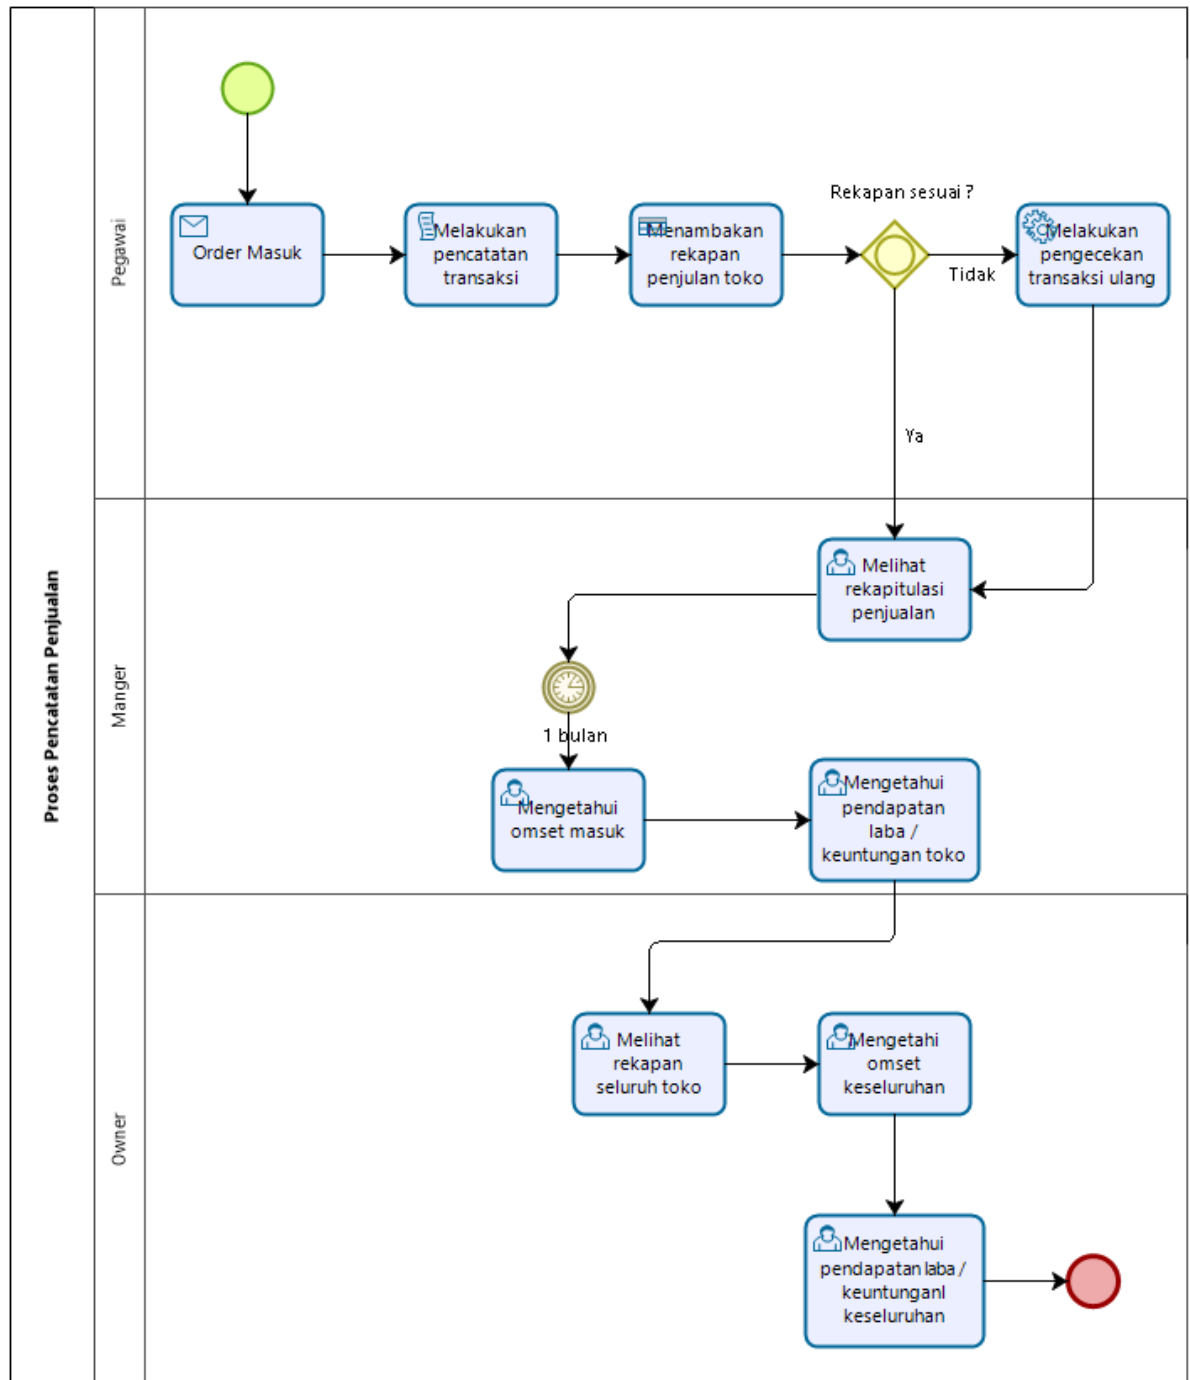 Proses Pencatatan Penjualan
Pegawai
Order Masuk
Melakukan
pencatatan
transaksi
Menambakan
rekapan
penjulan toko
Rekapan sesuai ?
Tidak
Melakukan
pengecekan
transaksi ulang
Ya
Manger
Melihat
rekapitulasi
penjualan
1 bulan
Mengetahui
omset masuk
Mengetahui
pendapatan
laba /
keuntungan toko
Owner
Melihat
rekapan
seluruh toko
Mengetahi
omset
keseluruhan
Mengetahui
pendapatan laba /
keuntunganl
keseluruhan